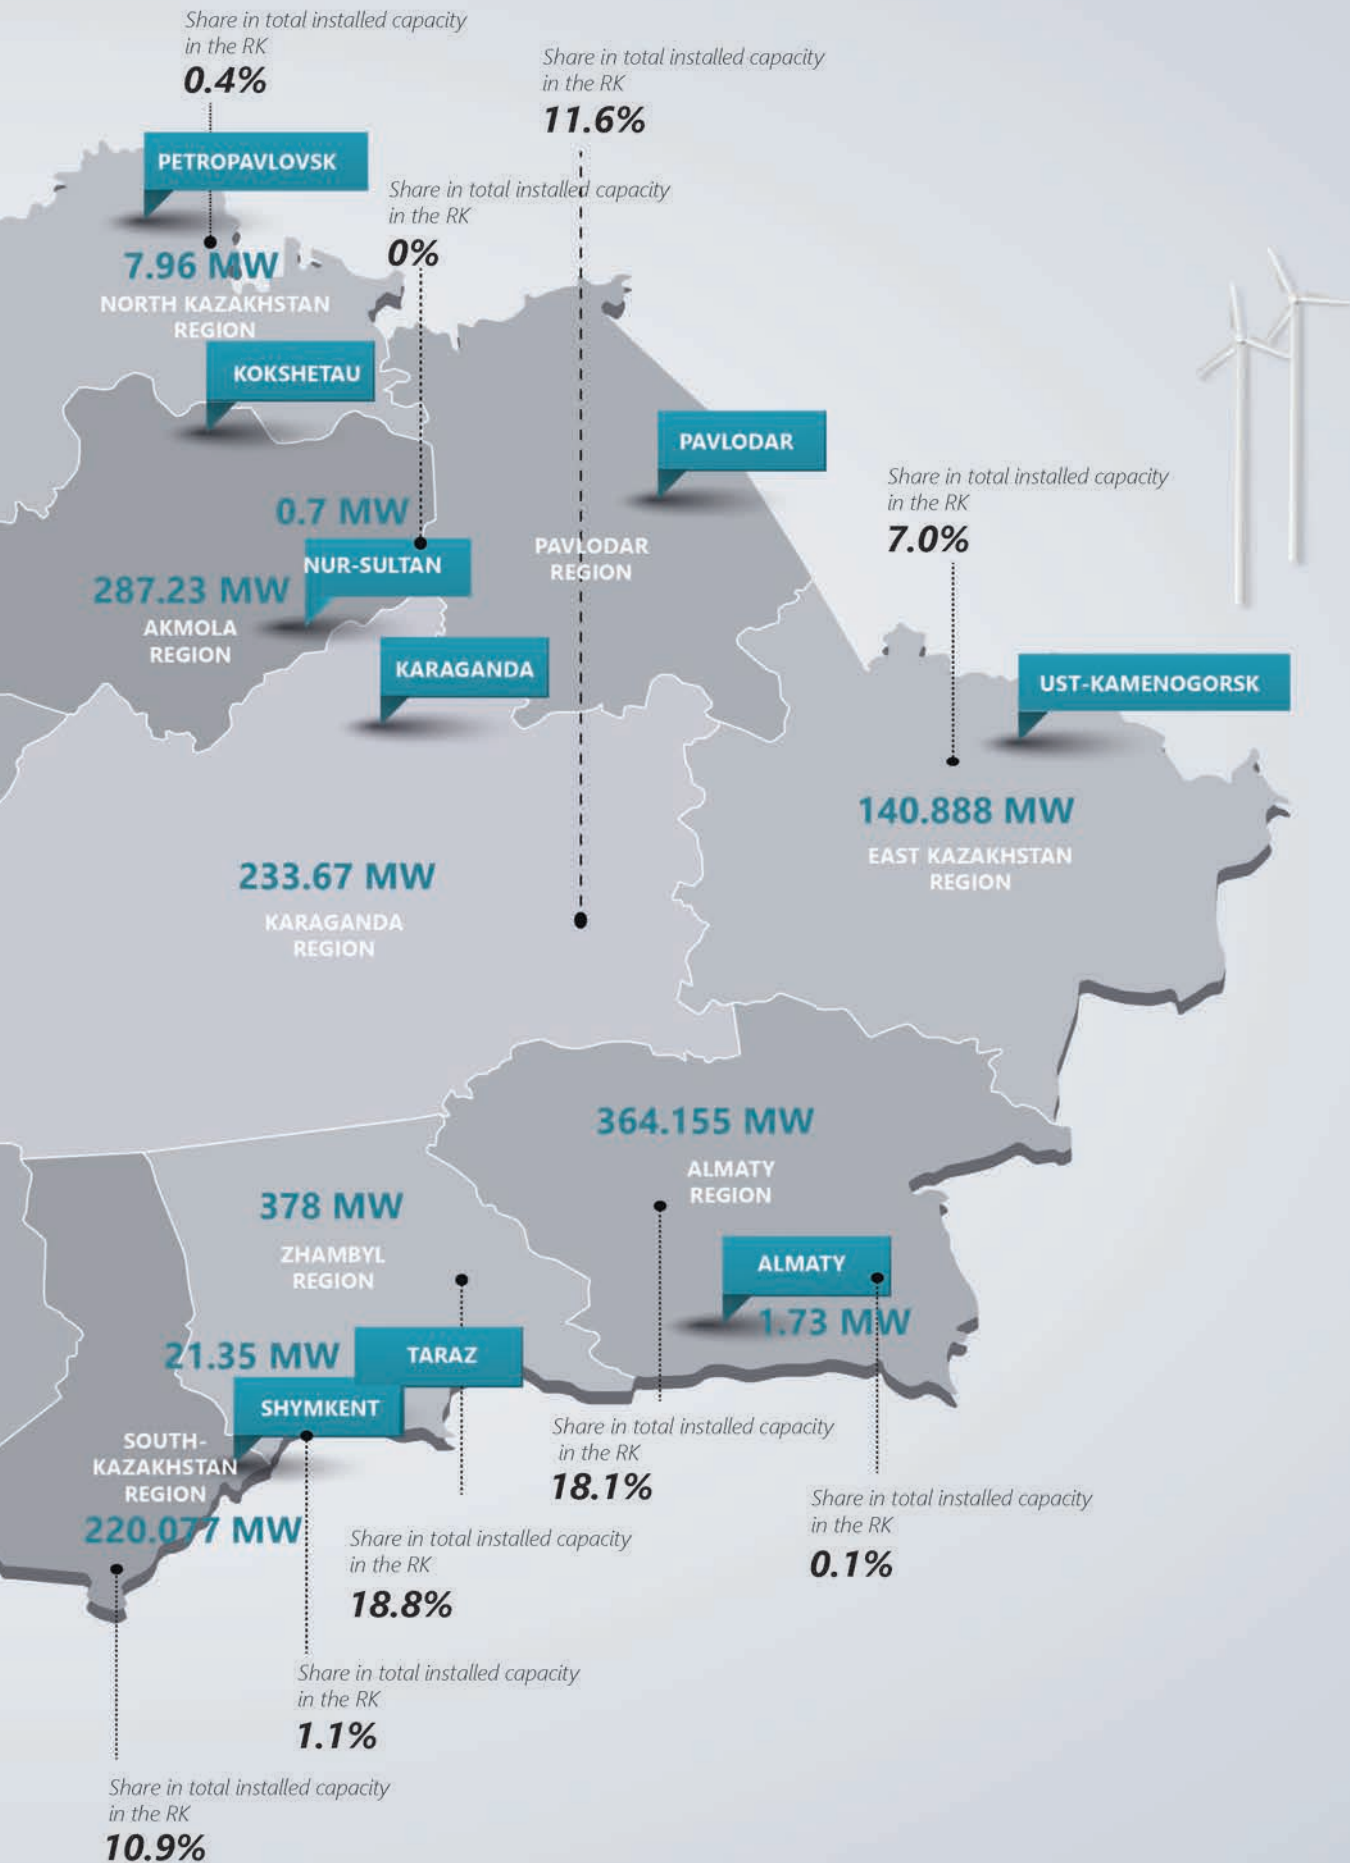 Share in total installed capacity
in the RK
0.4%
Share in total installed capacity
in the RK
11.6%
PETROPAVLOVSK
Share in total installed capacity
in the RK
0%
7.96 MW
NORTH KAZAKHSTAN
REGION
KOKSHETAU
PAVLODAR
Share in total installed capacity
in the RK
7.0%
0.7 MW
NUR-SULTAN
PAVLODAR
REGION
287.23 MW
AKMOLA
REGION
KARAGANDA
UST-KAMENOGORSK
140.888 MW
EAST KAZAKHSTAN
REGION
233.67 MW
KARAGANDA
REGION
364.155 MW
ALMATY
REGION
378 MW
ZHAMBYL
REGION
ALMATY
1.73 MW
21.35 MW
TARAZ
SHYMKENT
SOUTH-
KAZAKHSTAN
REGION
220.077 MW
Share in total installed capacity
in the RK
18.1%
Share in total installed capacity
in the RK
0.1%
Share in total installed capacity
in the RK
18.8%
Share in total installed capacity
in the RK
1.1%
Share in total installed capacity
in the RK
10.9%